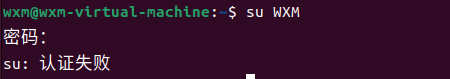 wxm@wxm-virtual-machine:~$ su WXM
密码：
su: 认证失败